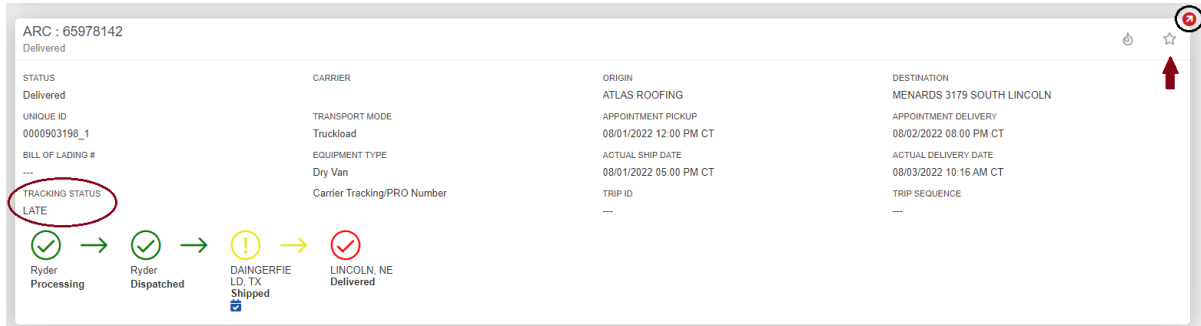 ARC : 65978142
Delivered
STATUS
Delivered
CARRIER
ORIGIN
ATLAS ROOFING
DESTINATION
MENARDS 3179 SOUTH LINCOLN
UNIQUE ID
0000903198_1
TRANSPORT MODE
Truckload
APPOINTMENT PICKUP
08/01/2022 12:00 PM CT
APPOINTMENT DELIVERY
08/02/2022 08:00 PM CT
BILL OF LADING #
---
EQUIPMENT TYPE
Dry Van
ACTUAL SHIP DATE
08/01/2022 05:00 PM CT
ACTUAL DELIVERY DATE
08/03/2022 10:16 AM CT
TRACKING STATUS
LATE
Carrier Tracking/PRO Number
TRIP ID
---
TRIP SEQUENCE
---
Ryder
Processing
Ryder
Dispatched
DAINGERFIE
LD, TX
Shipped
LINCOLN, NE
Delivered